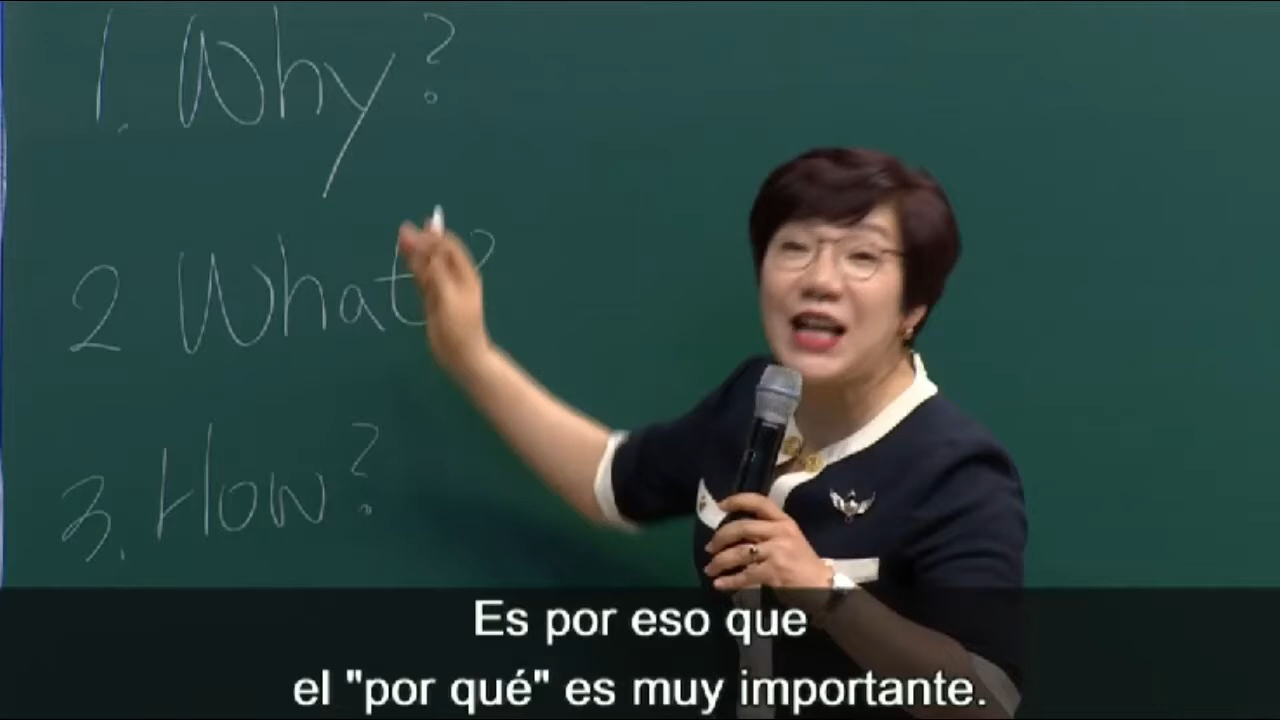 1. Why?
2 What?
3. How?
Es por eso que
el "por qué" es muy importante.